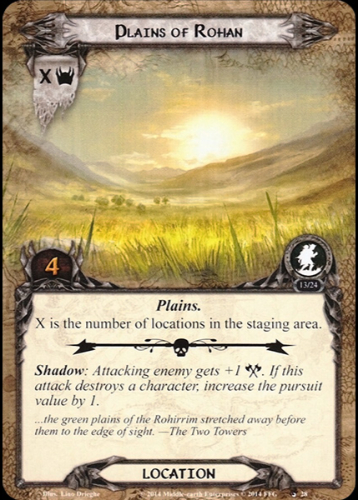 PLAINS OF ROHAN
X
4
13/24
Plains.
X is the number of locations in the staging area.
Shadow: Attacking enemy gets +1 . If this
attack destroys a character, increase the pursuit
value by 1.
...the green plains of the Rohirrim stretched away before
them to the edge of sight. —The Two Towers
LOCATION
Illus. Lino Drieghe
2014 Middle-earth Enterprises © 2014 FFG
28